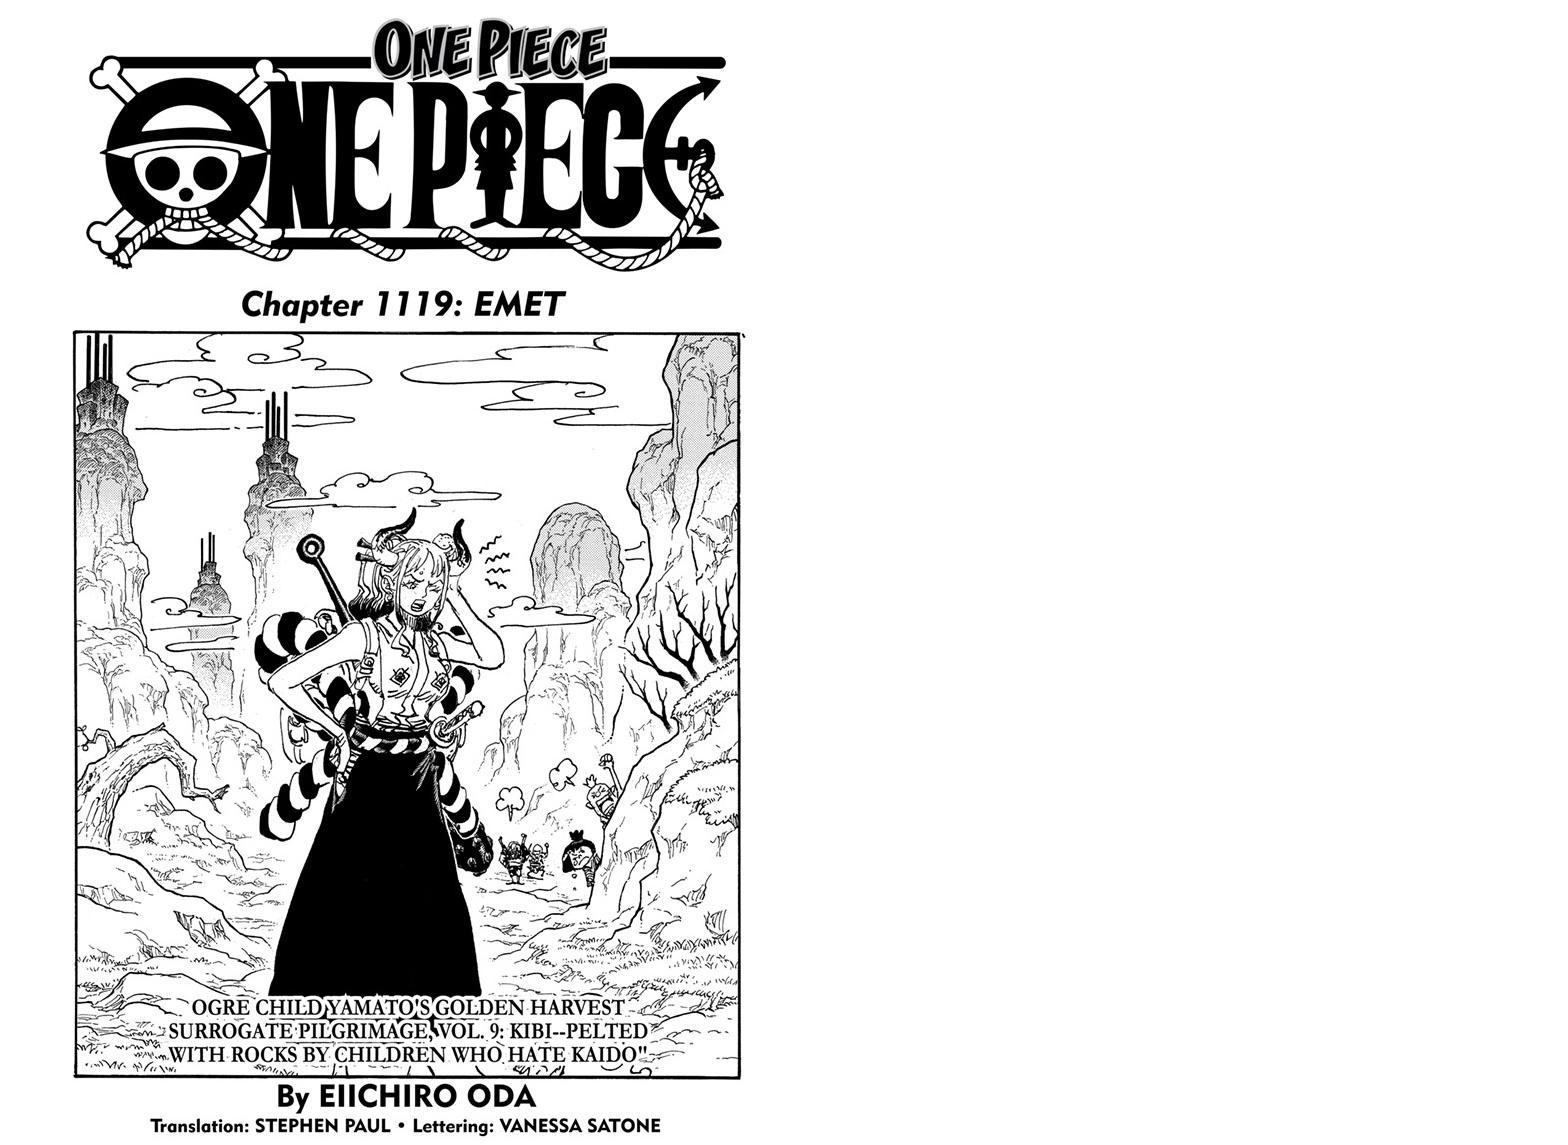 ONE PIECE
ONE PIECE
Chapter 1119: EMET
OGRE CHILD YAMATO'S GOLDEN HARVEST
SURROGATE PILGRIMAGE, VOL. 9: KIBI--PELTED
WITH ROCKS BY CHILDREN WHO HATE KAIDO"
By EIICHIRO ODA
Translation: STEPHEN PAUL • Lettering: VANESSA SATONE